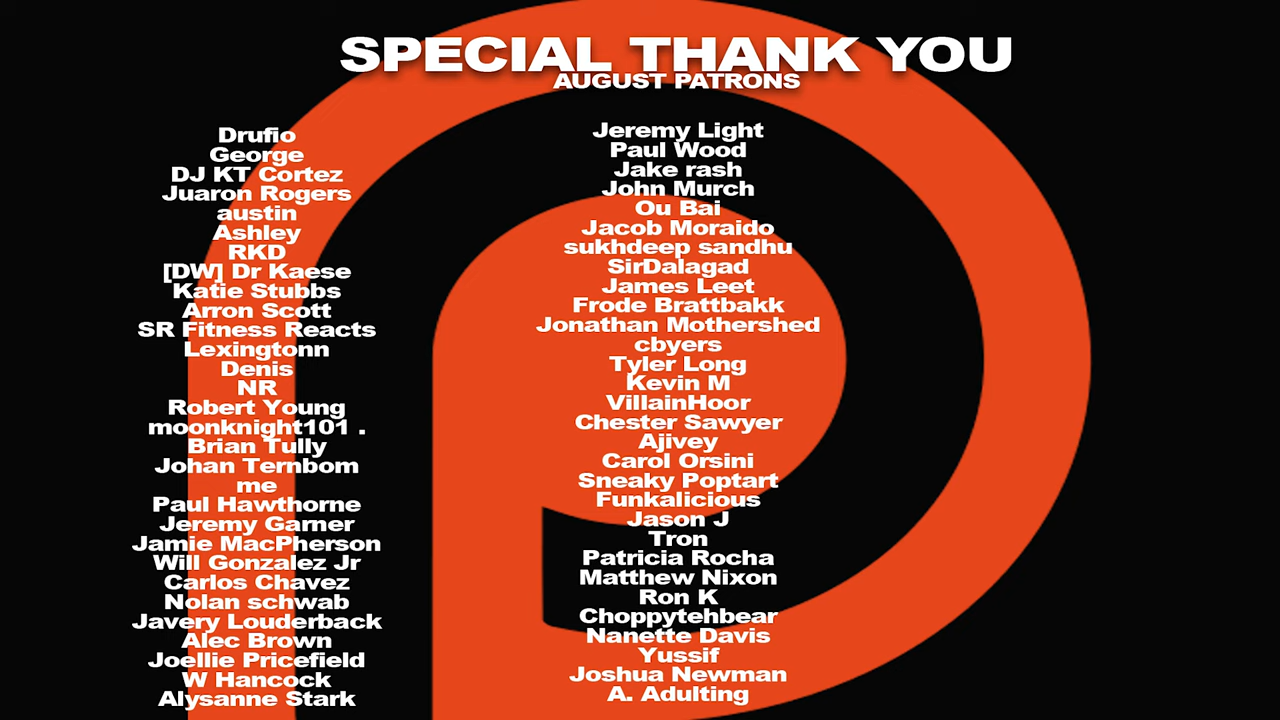 SPECIAL THANK YOU
AUGUST PATRONS
Drufio
George
DJ KT Cortez
Juaron Rogers
austin
Ashley
RKD
[DW] Dr Kaese
Katie Stubbs
Arron Scott
SR Fitness Reacts
Lexingtonn
Denis
NR
Robert Young
moonknight101 .
Brian Tully
Johan Ternbom
me
Paul Hawthorne
Jeremy Garner
Jamie MacPherson
Will Gonzalez Jr
Carlos Chavez
Nolan schwab
Javery Louderback
Alec Brown
Joellie Pricefield
W Hancock
Alysanne Stark
Jeremy Light
Paul Wood
Jake rash
John Murch
Ou Bai
Jacob Moraido
sukhdeep sandhu
SirDalagad
James Leet
Frode Brattbakk
Jonathan Mothershed
cbyers
Tyler Long
Kevin M
VillainHoor
Chester Sawyer
Ajivey
Carol Orsini
Sneaky Poptart
Funkalicious
Jason J
Tron
Patricia Rocha
Matthew Nixon
Ron K
Choppytehbear
Nanette Davis
Yussif
Joshua Newman
A. Adulting